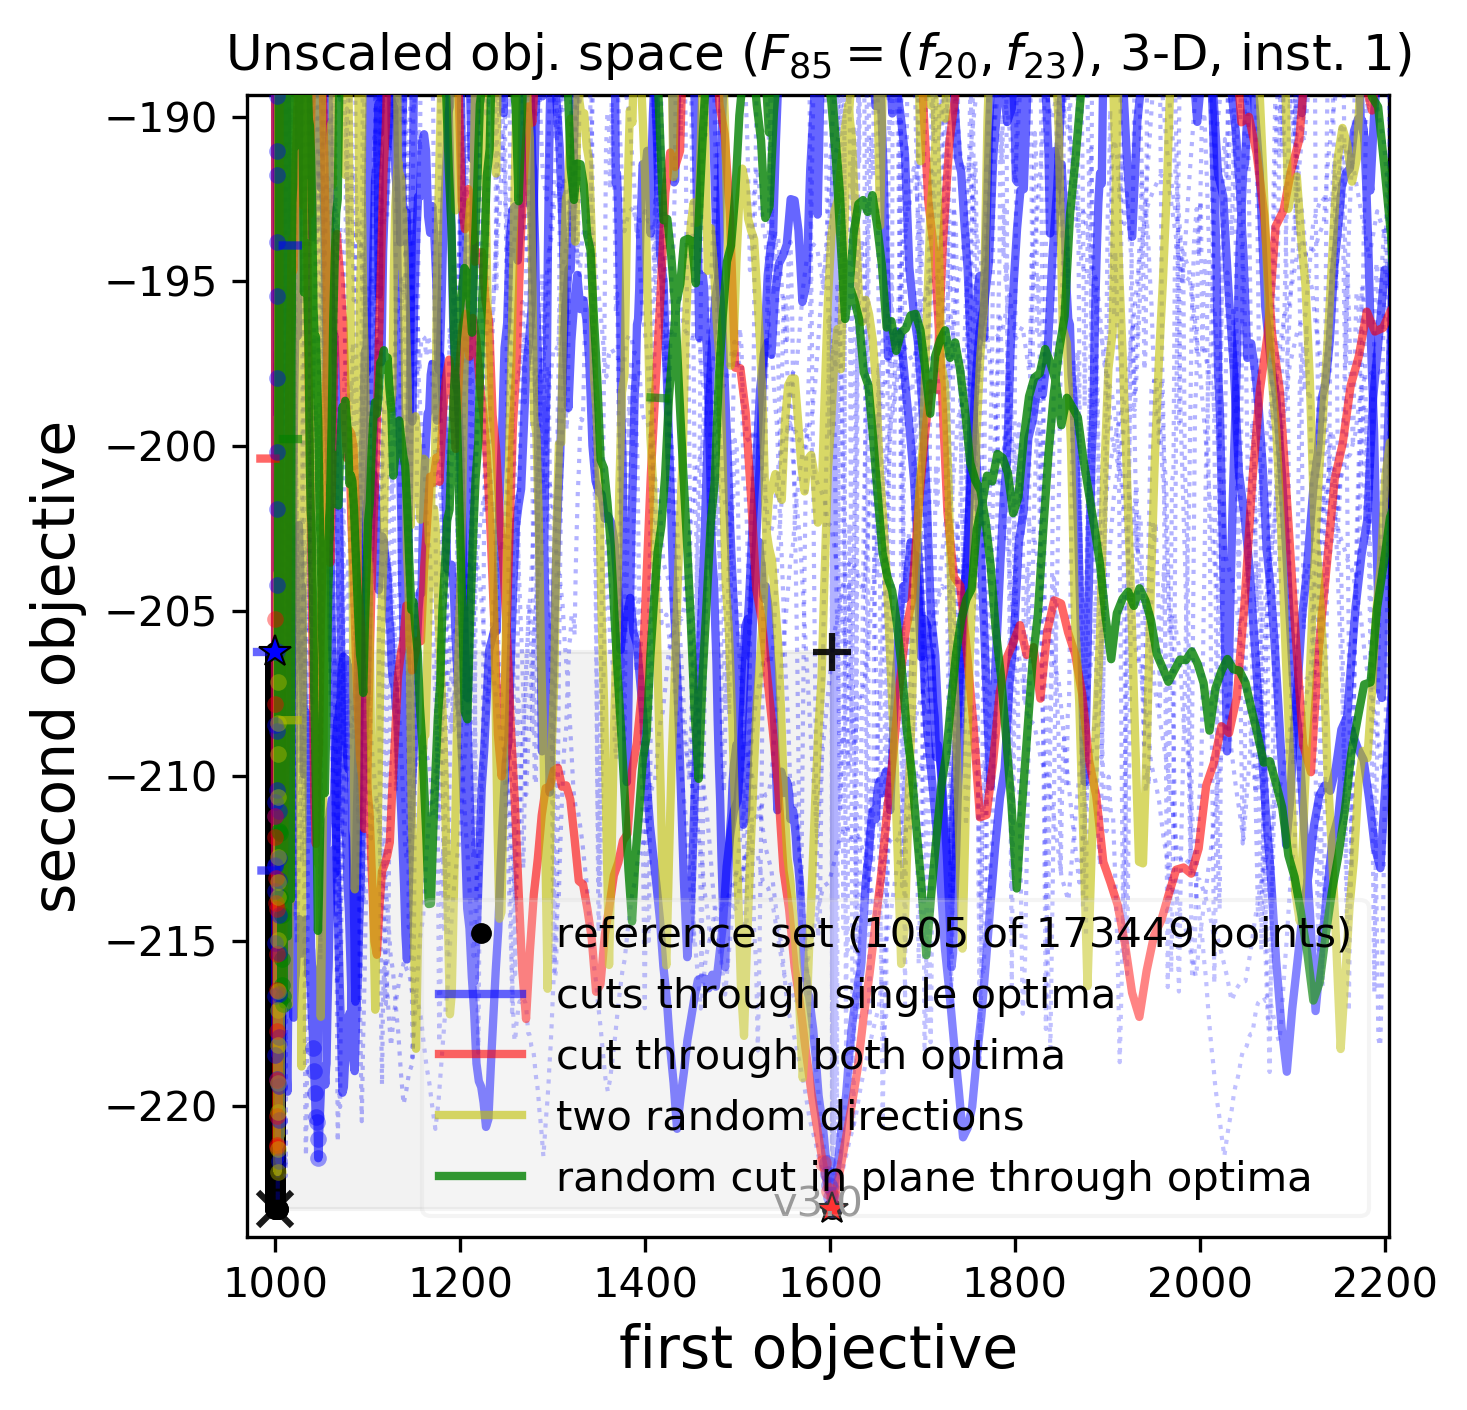 Unscaled obj. space (F85 = (f20, f23), 3-D, inst. 1)
second objective
−190
−195
−200
−205
−210
−215
−220
reference set (1005 of 173449 points)
cuts through single optima
cut through both optima
two random directions
random cut in plane through optima
v3.0
1000 1200 1400 1600 1800 2000 2200
first objective